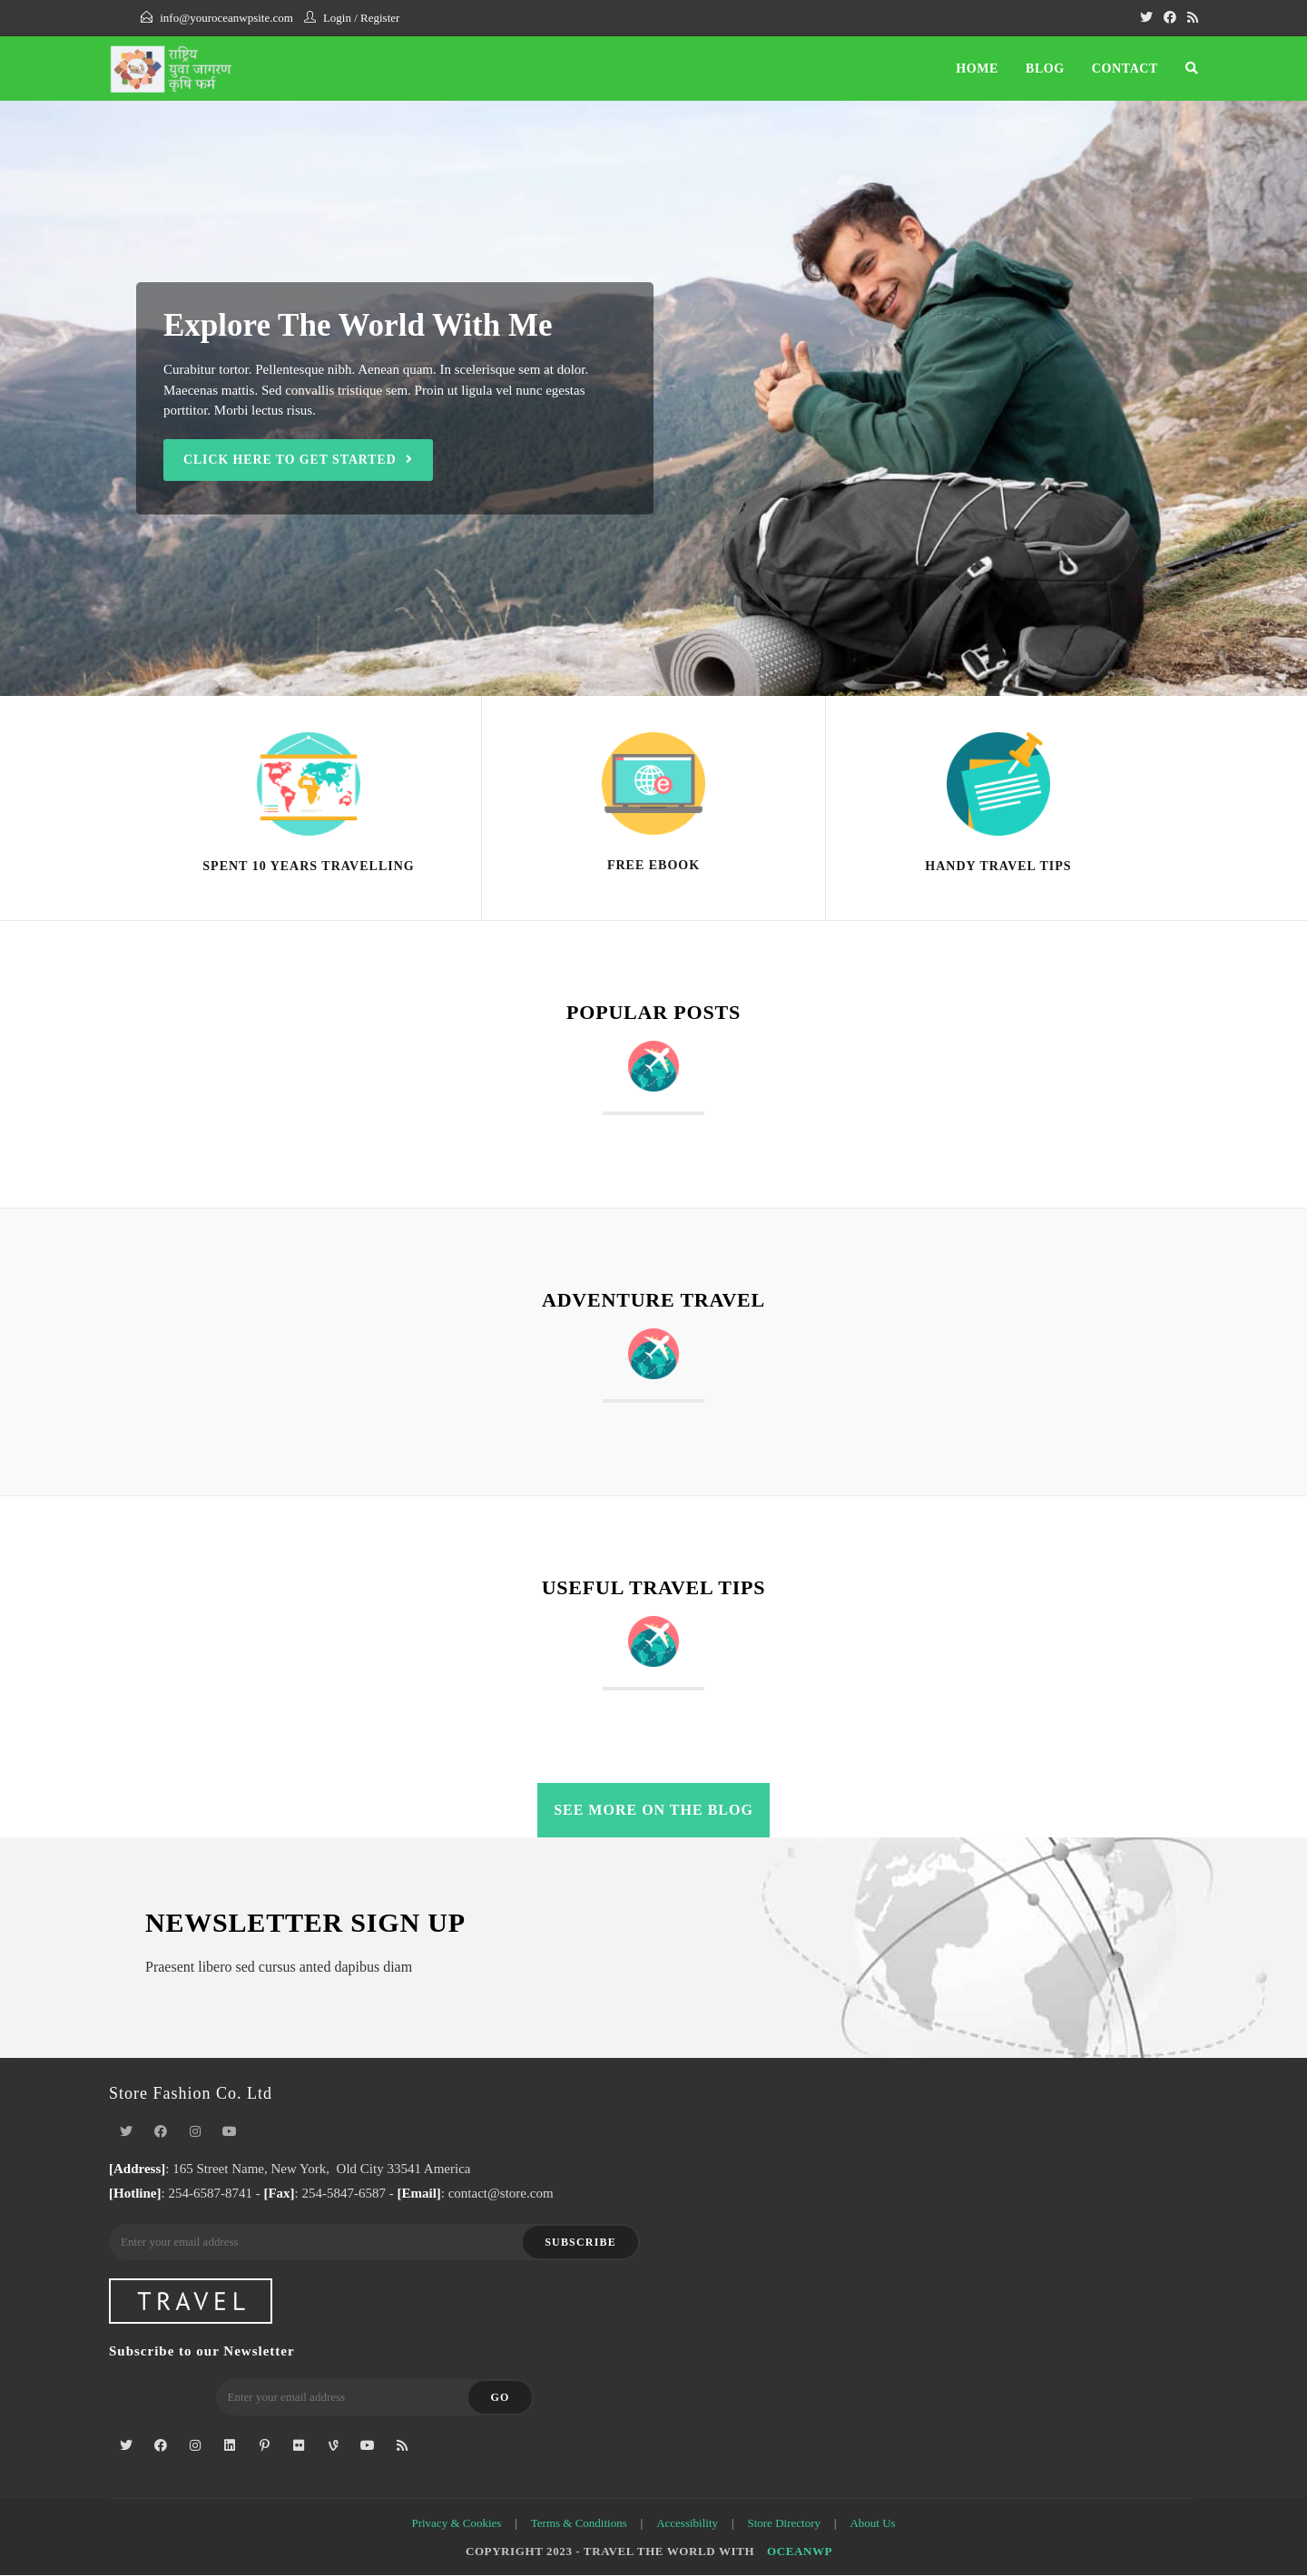 info@youroceanwpsite.com Login / Register
राष्ट्रिय
युवा जागरण
कृषि फर्म
HOME BLOG CONTACT
Explore The World With Me
Curabitur tortor. Pellentesque nibh. Aenean quam. In scelerisque sem at dolor.
Maecenas mattis. Sed convallis tristique sem. Proin ut ligula vel nunc egestas
porttitor. Morbi lectus risus.
CLICK HERE TO GET STARTED
SPENT 10 YEARS TRAVELLING
FREE EBOOK
HANDY TRAVEL TIPS
POPULAR POSTS
ADVENTURE TRAVEL
USEFUL TRAVEL TIPS
SEE MORE ON THE BLOG
NEWSLETTER SIGN UP
Praesent libero sed cursus anted dapibus diam
Store Fashion Co. Ltd
[Address]: 165 Street Name, New York, Old City 33541 America
[Hotline]: 254-6587-8741 - [Fax]: 254-5847-6587 - [Email]: contact@store.com
Enter your email address SUBSCRIBE
TRAVEL
Subscribe to our Newsletter
Enter your email address GO
Privacy & Cookies | Terms & Conditions | Accessibility | Store Directory | About Us
COPYRIGHT 2023 - TRAVEL THE WORLD WITH OCEANWP